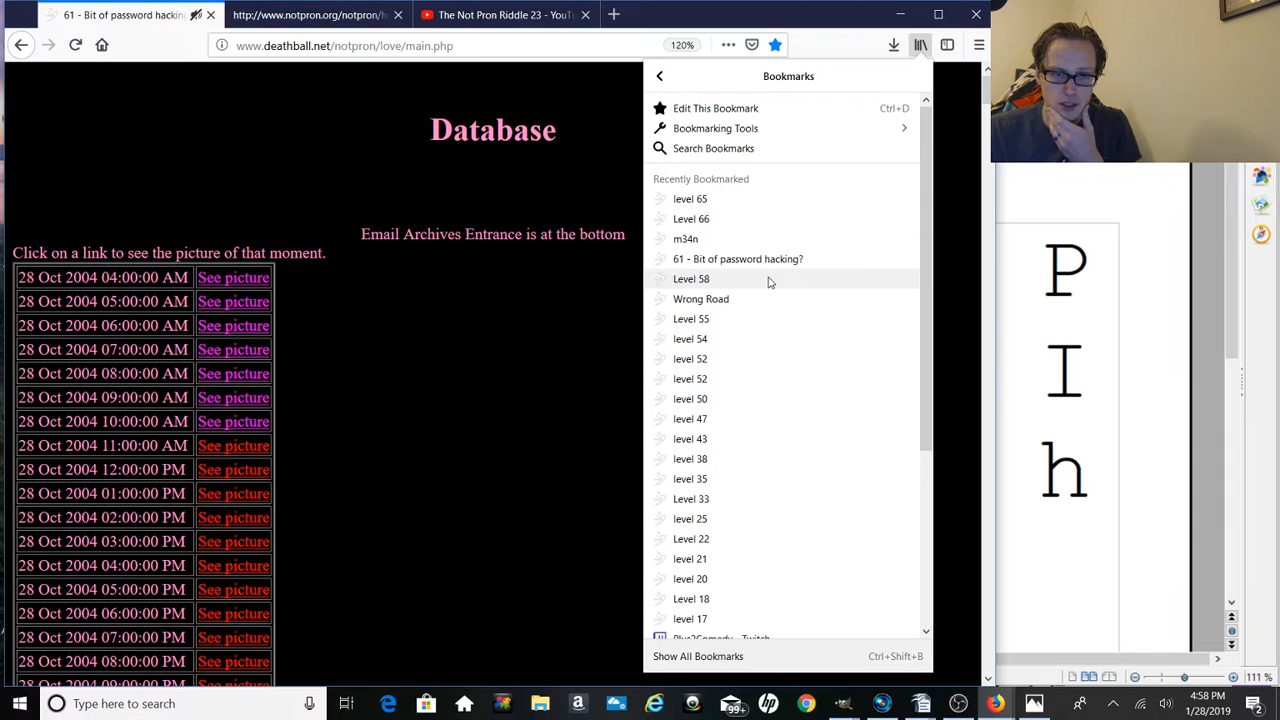 61 - Bit of password hackin
http://www.notpron.org/notpron/h
The Not Pron Riddle 23 - YouT
www.deathball.net/notpron/love/main.php
120%
Bookmarks
Edit This Bookmark Ctrl+D
Bookmarking Tools
Search Bookmarks
Recently Bookmarked
level 65
Level 66
m34n
61 - Bit of password hacking?
Level 58
Wrong Road
Level 55
level 54
level 52
level 52
level 50
level 47
level 43
level 38
level 35
Level 33
level 23
Level 22
level 21
level 20
Level 18
level 17
Show All Bookmarks Ctrl+Shift+B
Database
Email Archives Entrance is at the bottom
Click on a link to see the picture of that moment.
28 Oct 2004 04:00:00 AM See picture
28 Oct 2004 05:00:00 AM See picture
28 Oct 2004 06:00:00 AM See picture
28 Oct 2004 07:00:00 AM See picture
28 Oct 2004 08:00:00 AM See picture
28 Oct 2004 09:00:00 AM See picture
28 Oct 2004 10:00:00 AM See picture
28 Oct 2004 11:00:00 AM See picture
28 Oct 2004 12:00:00 PM See picture
28 Oct 2004 01:00:00 PM See picture
28 Oct 2004 02:00:00 PM See picture
28 Oct 2004 03:00:00 PM See picture
28 Oct 2004 04:00:00 PM See picture
28 Oct 2004 05:00:00 PM See picture
28 Oct 2004 06:00:00 PM See picture
28 Oct 2004 07:00:00 PM See picture
28 Oct 2004 08:00:00 PM See picture
28 Oct 2004 09:00:00 PM See picture
P
I
h
111 %
Type here to search
99+
4:58 PM
1/28/2019
2